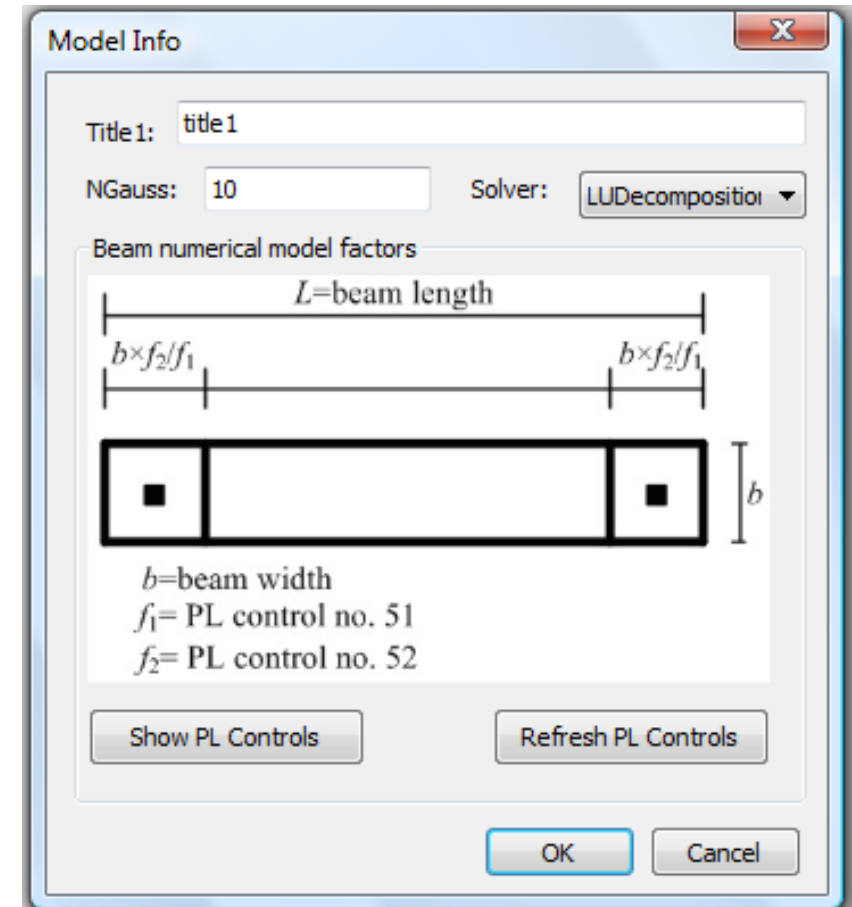 Model Info
Title1: title1
NGauss: 10 Solver: LUDecomposition
Beam numerical model factors
L=beam length
b×f₂/f₁ b×f₂/f₁
b
b=beam width
f₁= PL control no. 51
f₂= PL control no. 52
Show PL Controls Refresh PL Controls
OK Cancel